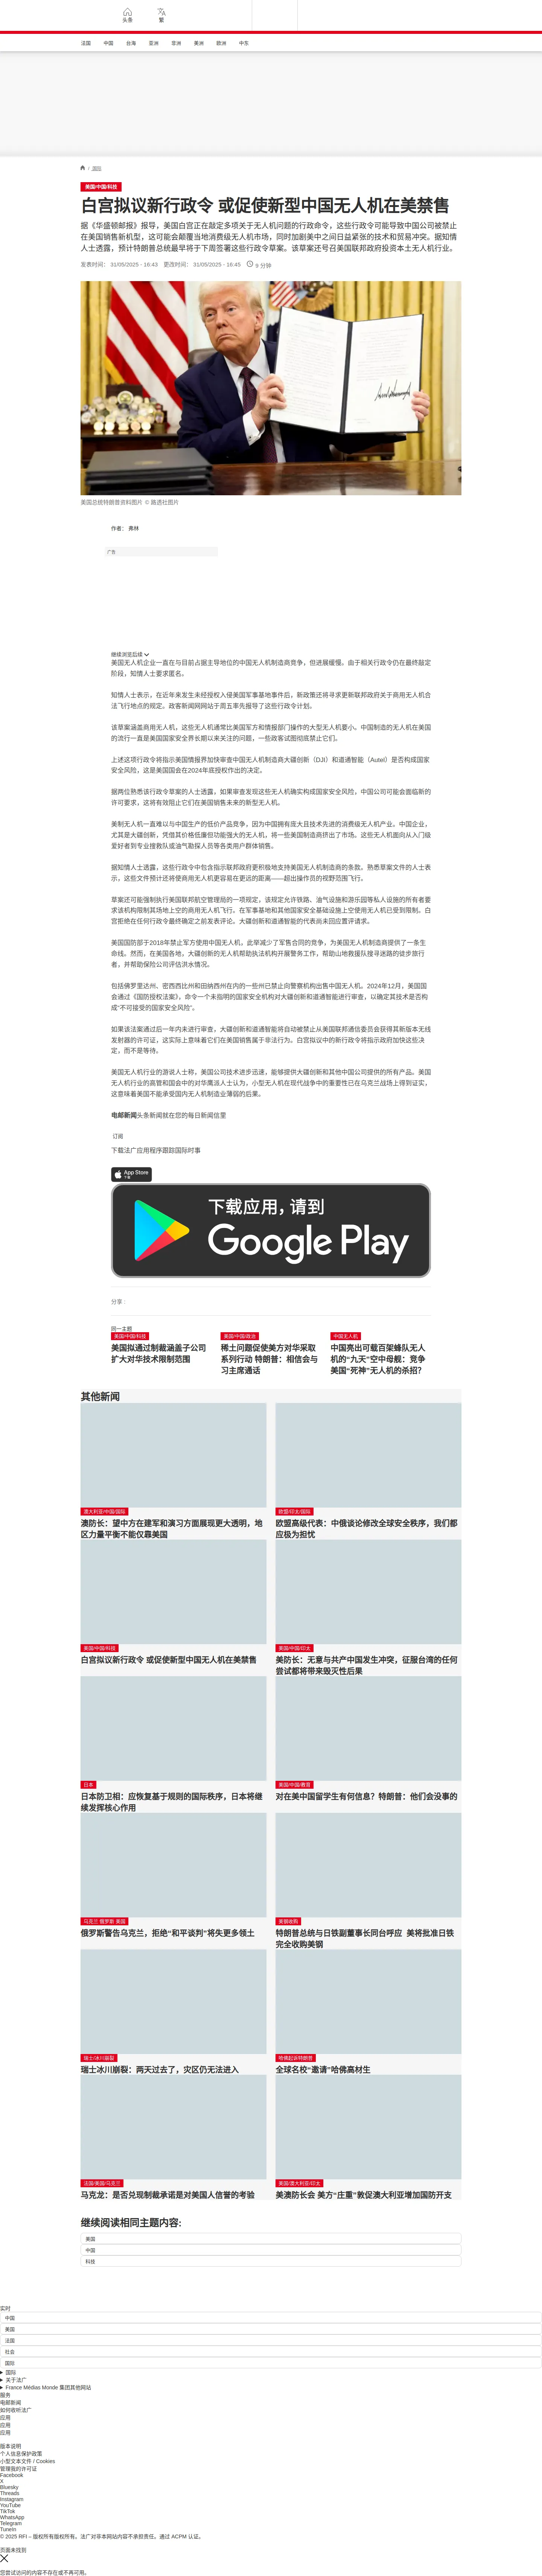 头条
繁
法国 中国 台海 亚洲 非洲 美洲 欧洲 中东
/ 国际
美国/中国/科技
白宫拟议新行政令 或促使新型中国无人机在美禁售
据《华盛顿邮报》报导，美国白宫正在敲定多项关于无人机问题的行政命令，这些行政令可能导致中国公司被禁止
在美国销售新机型，这可能会颠覆当地消费级无人机市场，同时加剧美中之间日益紧张的技术和贸易冲突。据知情
人士透露，预计特朗普总统最早将于下周签署这些行政令草案。该草案还号召美国联邦政府投资本土无人机行业。
发表时间： 31/05/2025 - 16:43 更改时间： 31/05/2025 - 16:45 9 分钟
美国总统特朗普资料图片 © 路透社图片
作者： 弗林
广告
继续浏览后续
美国无人机企业一直在与目前占据主导地位的中国无人机制造商竞争，但进展缓慢。由于相关行政令仍在最终敲定
阶段，知情人士要求匿名。
知情人士表示，在近年来发生未经授权入侵美国军事基地事件后，新政策还将寻求更新联邦政府关于商用无人机合
法飞行地点的规定。政客新闻网网站于周五率先报导了这些行政令计划。
该草案涵盖商用无人机，这些无人机通常比美国军方和情报部门操作的大型无人机要小。中国制造的无人机在美国
的流行一直是美国国家安全界长期以来关注的问题，一些政客试图彻底禁止它们。
上述这项行政令将指示美国情报界加快审查中国无人机制造商大疆创新（DJI）和道通智能（Autel）是否构成国家
安全风险，这是美国国会在2024年底授权作出的决定。
据两位熟悉该行政令草案的人士透露，如果审查发现这些无人机确实构成国家安全风险，中国公司可能会面临新的
许可要求，这将有效阻止它们在美国销售未来的新型无人机。
美制无人机一直难以与中国生产的低价产品竞争，因为中国拥有庞大且技术先进的消费级无人机产业。中国企业，
尤其是大疆创新，凭借其价格低廉但功能强大的无人机，将一些美国制造商挤出了市场。这些无人机面向从入门级
爱好者到专业搜救队或油气勘探人员等各类用户群体销售。
据知情人士透露，这些行政令中包含指示联邦政府更积极地支持美国无人机制造商的条款。熟悉草案文件的人士表
示，这些文件预计还将使商用无人机更容易在更远的距离——超出操作员的视野范围飞行。
草案还可能强制执行美国联邦航空管理局的一项规定，该规定允许铁路、油气设施和游乐园等私人设施的所有者要
求该机构限制其场地上空的商用无人机飞行。在军事基地和其他国家安全基础设施上空使用无人机已受到限制。白
宫拒绝在任何行政令最终确定之前发表评论。大疆创新和道通智能的代表尚未回应置评请求。
美国国防部于2018年禁止军方使用中国无人机，此举减少了军售合同的竞争，为美国无人机制造商提供了一条生
命线。然而，在美国各地，大疆创新的无人机帮助执法机构开展警务工作，帮助山地救援队搜寻迷路的徒步旅行
者，并帮助保险公司评估洪水情况。
包括佛罗里达州、密西西比州和田纳西州在内的一些州已禁止向警察机构出售中国无人机。2024年12月，美国国
会通过《国防授权法案》，命令一个未指明的国家安全机构对大疆创新和道通智能进行审查，以确定其技术是否构
成“不可接受的国家安全风险”。
如果该法案通过后一年内未进行审查，大疆创新和道通智能将自动被禁止从美国联邦通信委员会获得其新版本无线
发射器的许可证，这实际上意味着它们在美国销售属于非法行为。白宫拟议中的新行政令将指示政府加快这些决
定，而不是等待。
美国无人机行业的游说人士称，美国公司技术进步迅速，能够提供大疆创新和其他中国公司提供的所有产品。美国
无人机行业的高管和国会中的对华鹰派人士认为，小型无人机在现代战争中的重要性已在乌克兰战场上得到证实，
这意味着美国不能承受国内无人机制造业薄弱的后果。
电邮新闻头条新闻就在您的每日新闻信里
订阅
下载法广应用程序跟踪国际时事
App Store
下载
下载应用，请到
Google Play
分享 :
同一主题
美国/中国/科技
美国拟通过制裁涵盖子公司
扩大对华技术限制范围
美国/中国/政治
稀土问题促使美方对华采取
系列行动 特朗普：相信会与
习主席通话
中国无人机
中国亮出可载百架蜂队无人
机的“九天”空中母舰：竞争
美国“死神”无人机的杀招？
其他新闻
澳大利亚/中国/国际
澳防长：望中方在建军和演习方面展现更大透明，地
区力量平衡不能仅靠美国
欧盟/印太/国际
欧盟高级代表：中俄谈论修改全球安全秩序，我们都
应极为担忧
美国/中国/科技
白宫拟议新行政令 或促使新型中国无人机在美禁售
美国/中国/印太
美防长：无意与共产中国发生冲突，征服台湾的任何
尝试都将带来毁灭性后果
日本
日本防卫相：应恢复基于规则的国际秩序，日本将继
续发挥核心作用
美国/中国/教育
对在美中国留学生有何信息？特朗普：他们会没事的
乌克兰 俄罗斯 美国
俄罗斯警告乌克兰，拒绝“和平谈判”将失更多领土
美钢收购
特朗普总统与日铁副董事长同台呼应 美将批准日铁
完全收购美钢
瑞士/冰川崩裂
瑞士冰川崩裂：两天过去了，灾区仍无法进入
哈佛起诉特朗普
全球名校“邀请”哈佛高材生
法国/美国/乌克兰
马克龙：是否兑现制裁承诺是对美国人信誉的考验
美国/澳大利亚/印太
美澳防长会 美方“庄重”敦促澳大利亚增加国防开支
继续阅读相同主题内容:
美国
中国
科技
实时
中国
美国
法国
社会
国际
国际
关于法广
France Médias Monde 集团其他网站
服务
电邮新闻
如何收听法广
应用
应用
应用
版本说明
个人信息保护政策
小型文本文件 / Cookies
管理我的许可证
Facebook
X
Bluesky
Threads
Instagram
YouTube
TikTok
WhatsApp
Telegram
TuneIn
© 2025 RFI – 版权所有版权所有。法广对非本网站内容不承担责任。通过 ACPM 认证。
页面未找到
您尝试访问的内容不存在或不再可用。